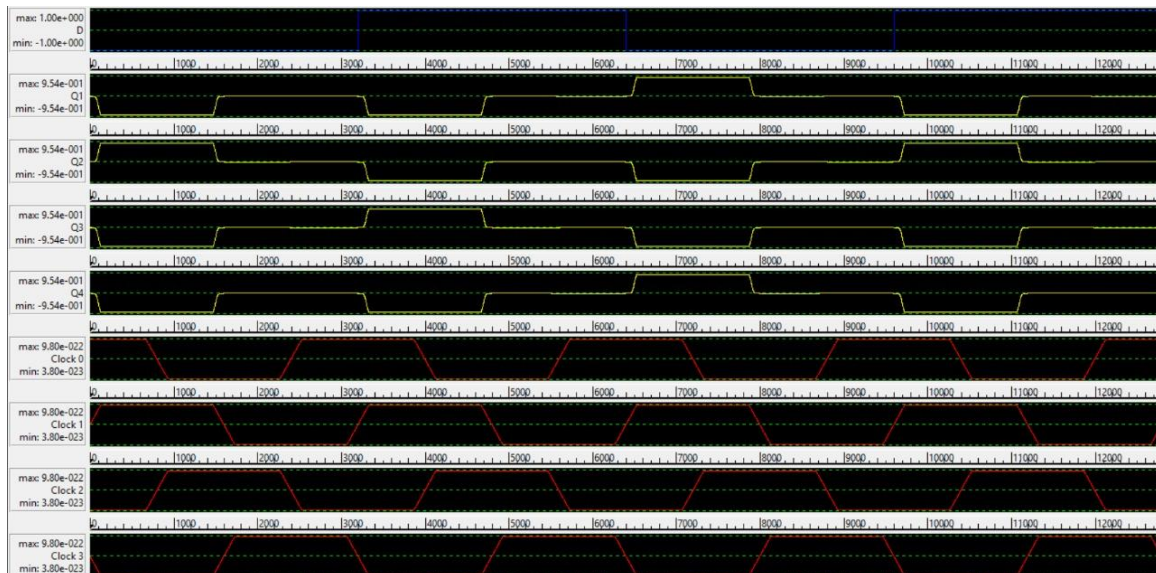 max: 1.00e+000
D
min: -1.00e+000
0 1000 2000 3000 4000 5000 6000 7000 8000 9000 10000 11000 12000
max: 9.54e-001
Q1
min: -9.54e-001
0 1000 2000 3000 4000 5000 6000 7000 8000 9000 10000 11000 12000
max: 9.54e-001
Q2
min: -9.54e-001
0 1000 2000 3000 4000 5000 6000 7000 8000 9000 10000 11000 12000
max: 9.54e-001
Q3
min: -9.54e-001
0 1000 2000 3000 4000 5000 6000 7000 8000 9000 10000 11000 12000
max: 9.54e-001
Q4
min: -9.54e-001
0 1000 2000 3000 4000 5000 6000 7000 8000 9000 10000 11000 12000
max: 9.80e-022
Clock 0
min: 3.80e-023
0 1000 2000 3000 4000 5000 6000 7000 8000 9000 10000 11000 12000
max: 9.80e-022
Clock 1
min: 3.80e-023
0 1000 2000 3000 4000 5000 6000 7000 8000 9000 10000 11000 12000
max: 9.80e-022
Clock 2
min: 3.80e-023
0 1000 2000 3000 4000 5000 6000 7000 8000 9000 10000 11000 12000
max: 9.80e-022
Clock 3
min: 3.80e-023